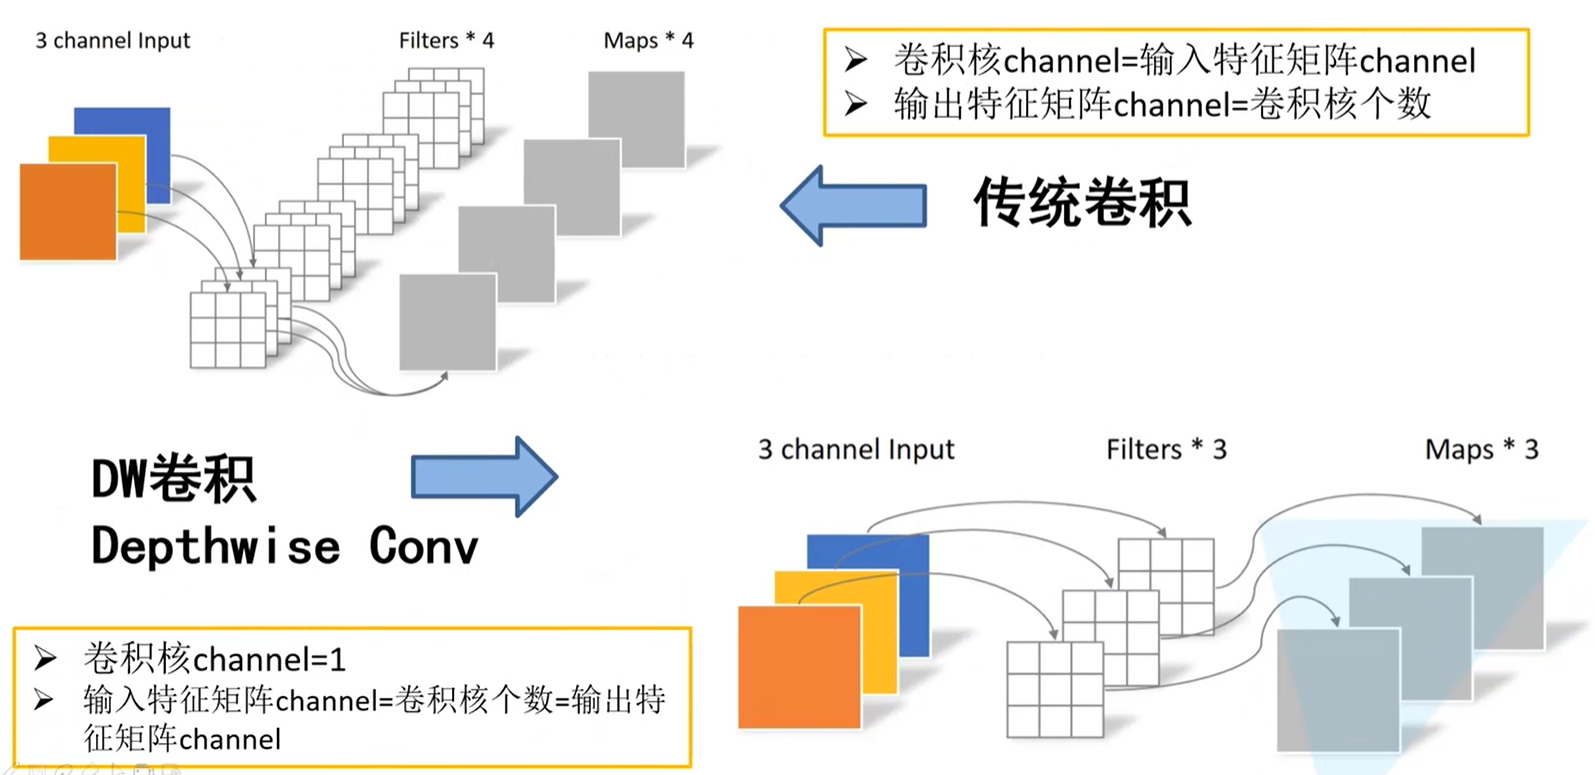 3 channel Input
Filters * 4
Maps * 4
➢ 卷积核channel=输入特征矩阵channel
➢ 输出特征矩阵channel=卷积核个数
传统卷积
DW卷积
Depthwise Conv
3 channel Input
Filters * 3
Maps * 3
➢ 卷积核channel=1
➢ 输入特征矩阵channel=卷积核个数=输出特
征矩阵channel